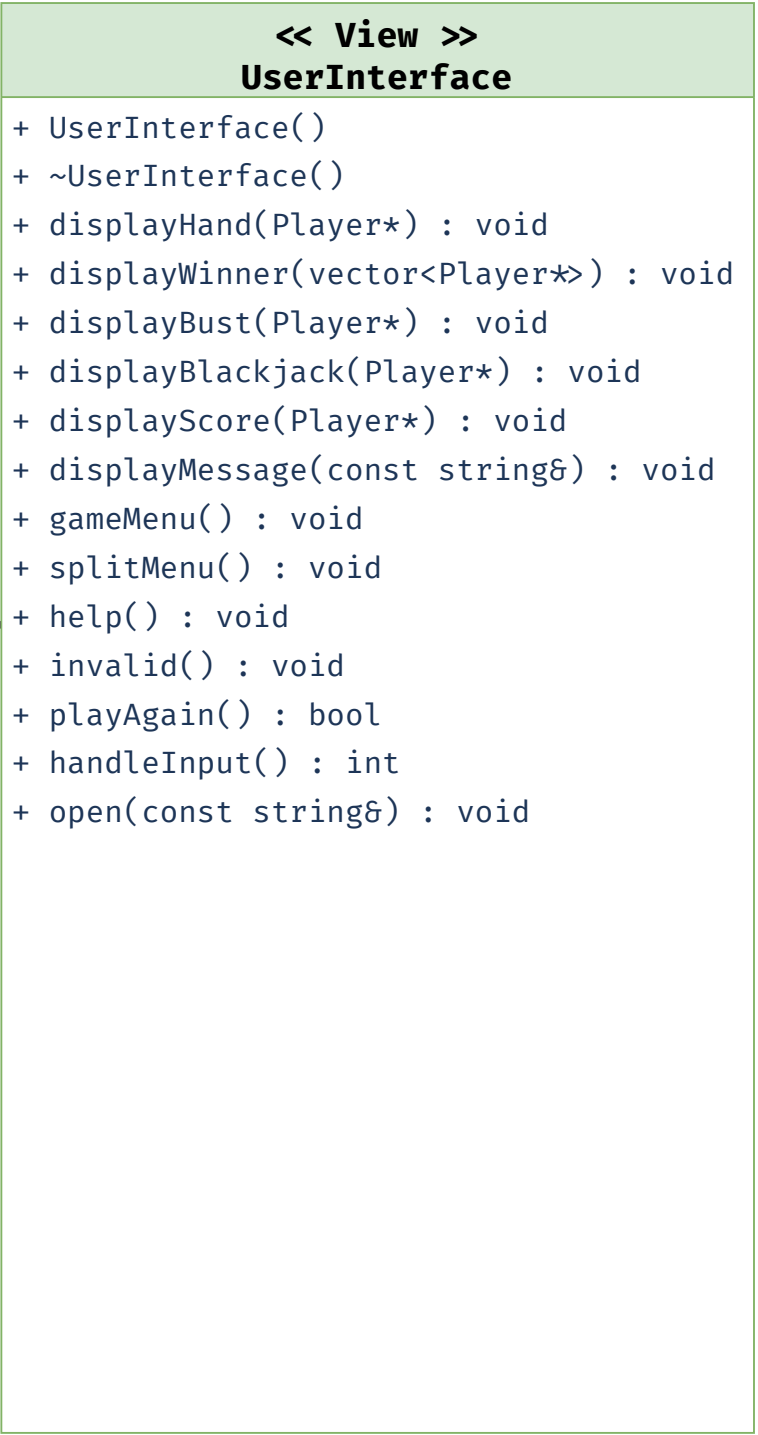 << View >>
UserInterface
+ UserInterface()
+ ~UserInterface()
+ displayHand(Player*) : void
+ displayWinner(vector<Player*>) : void
+ displayBust(Player*) : void
+ displayBlackjack(Player*) : void
+ displayScore(Player*) : void
+ displayMessage(const string&) : void
+ gameMenu() : void
+ splitMenu() : void
+ help() : void
+ invalid() : void
+ playAgain() : bool
+ handleInput() : int
+ open(const string&) : void